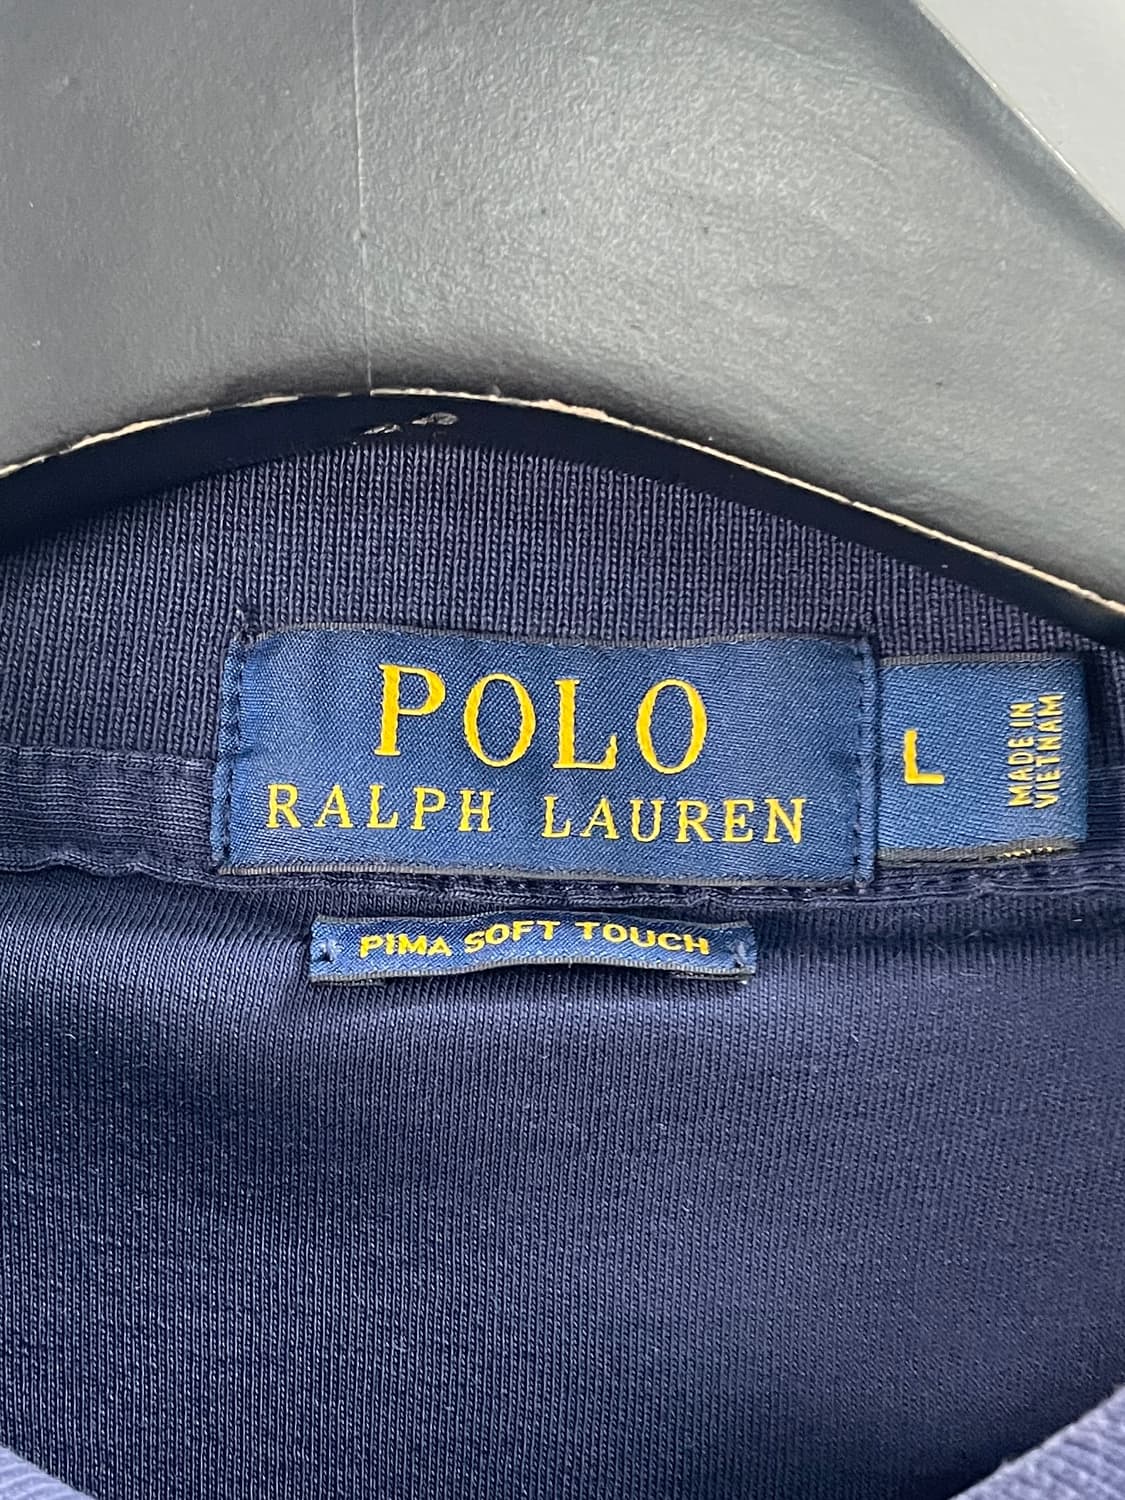 POLO
RALPH LAUREN
L
MADE IN
VIETNAM
PIMA SOFT TOUCH